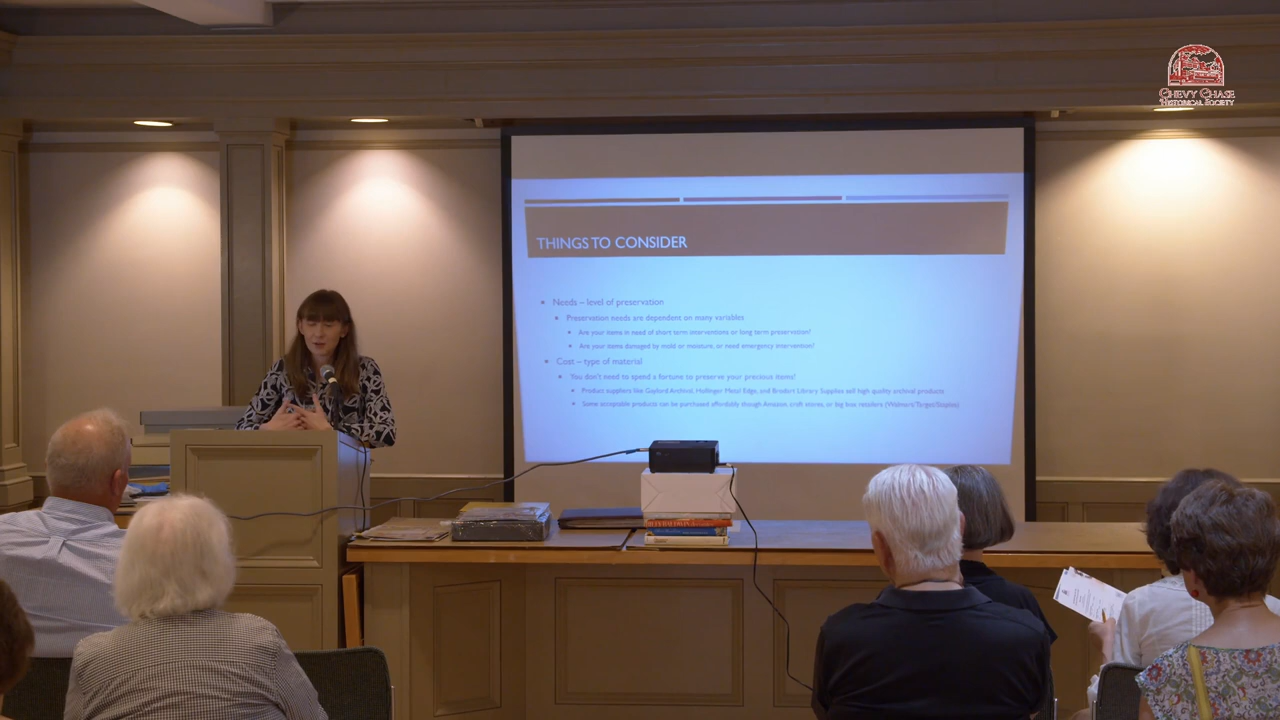 CHEVY CHASE
HISTORICAL SOCIETY
THINGS TO CONSIDER
Needs – level of preservation
Preservation needs are dependent on many variables
Are your items in need of short term interventions or long term preservation?
Are your items damaged by mold or moisture, or need emergency intervention?
Cost – type of material
You don't need to spend a fortune to preserve your precious items!
Product suppliers like Gaylord Archival, Hollinger Metal Edge, and Brodart Library Supplies sell high quality archival products
Some acceptable products can be purchased affordably though Amazon, craft stores, or big box retailers (Walmart/Target/Staples)